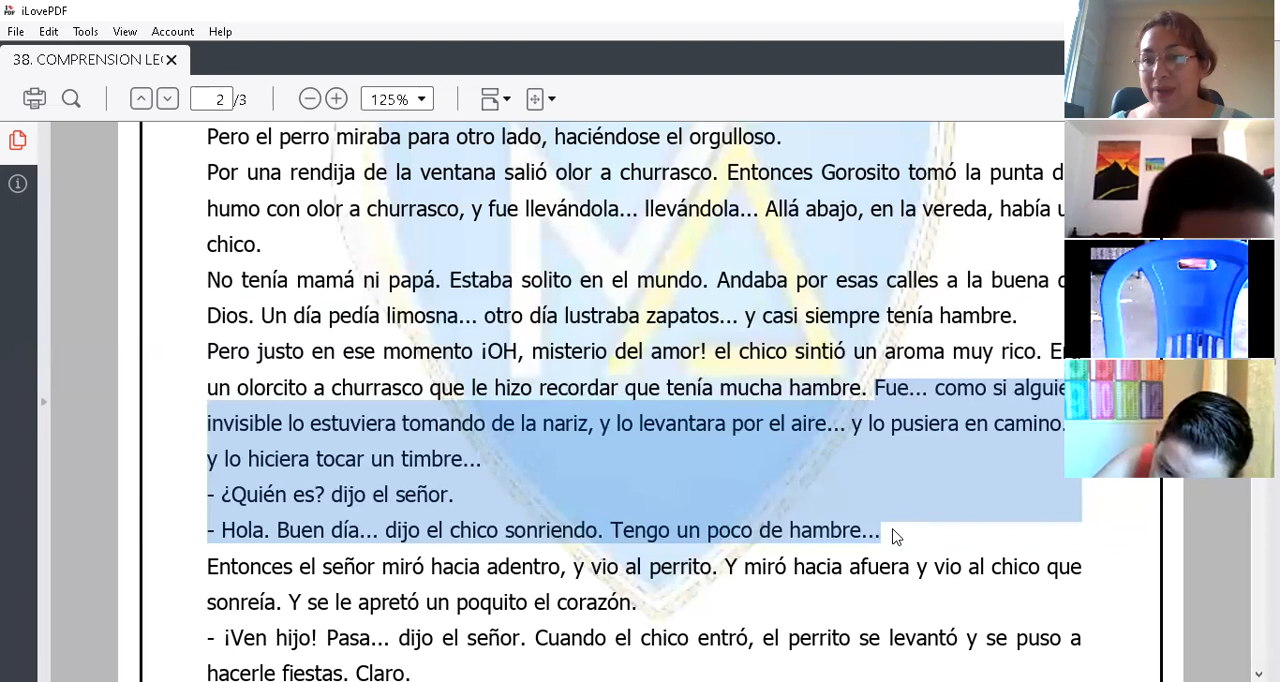 iLovePDF
File Edit Tools View Account Help
38. COMPRENSION LEC
2 /3 125%
Pero el perro miraba para otro lado, haciéndose el orgulloso.
Por una rendija de la ventana salió olor a churrasco. Entonces Gorosito tomó la punta d
humo con olor a churrasco, y fue llevándola... llevándola... Allá abajo, en la vereda, había u
chico.
No tenía mamá ni papá. Estaba solito en el mundo. Andaba por esas calles a la buena d
Dios. Un día pedía limosna... otro día lustraba zapatos... y casi siempre tenía hambre.
Pero justo en ese momento ¡OH, misterio del amor! el chico sintió un aroma muy rico. Era
un olorcito a churrasco que le hizo recordar que tenía mucha hambre. Fue... como si alguie
invisible lo estuviera tomando de la nariz, y lo levantara por el aire... y lo pusiera en camino.
y lo hiciera tocar un timbre...
- ¿Quién es? dijo el señor.
- Hola. Buen día... dijo el chico sonriendo. Tengo un poco de hambre...
Entonces el señor miró hacia adentro, y vio al perrito. Y miró hacia afuera y vio al chico que
sonreía. Y se le apretó un poquito el corazón.
- ¡Ven hijo! Pasa... dijo el señor. Cuando el chico entró, el perrito se levantó y se puso a
hacerle fiestas. Claro.